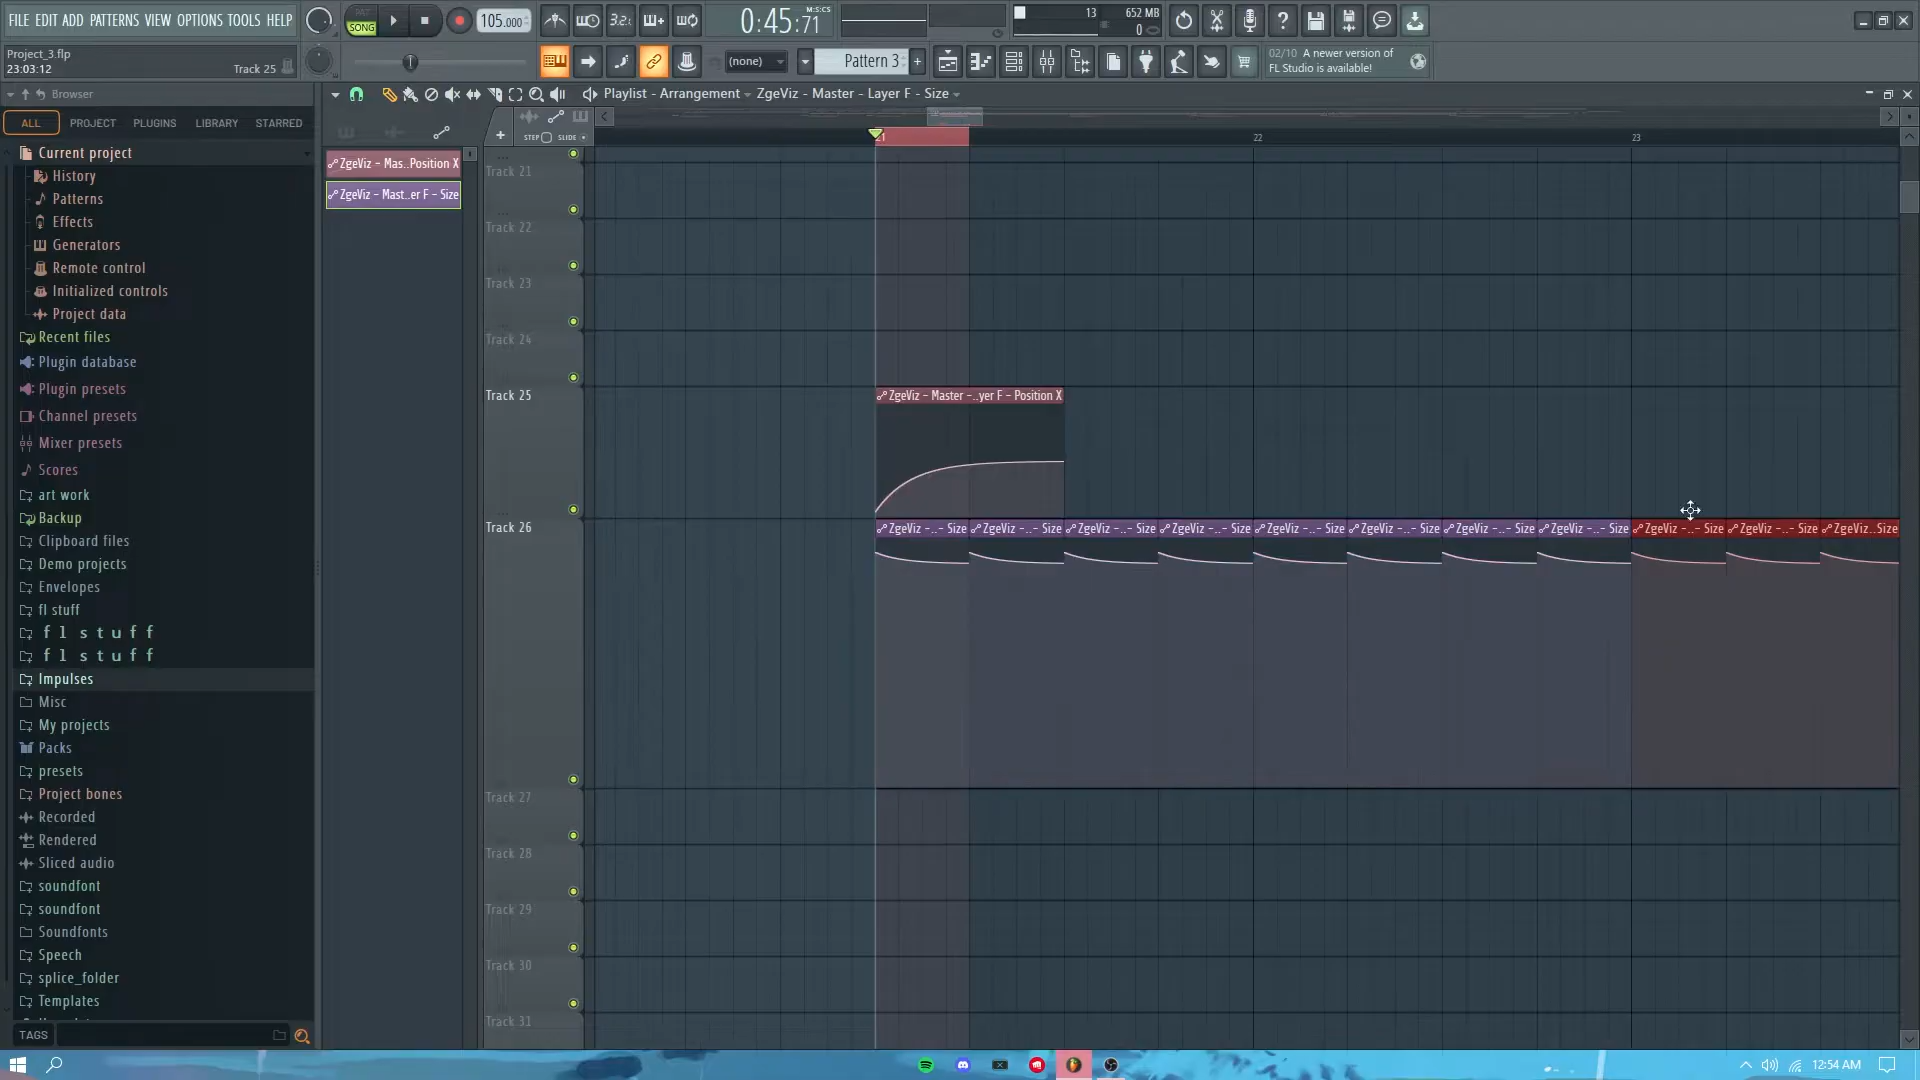 FILE EDIT ADD PATTERNS VIEW OPTIONS TOOLS HELP
PAT
SONG
105.000
3.2.
0:45:71
M:S:CS
13
652 MB
0
Project_3.flp
23:03:12
Track 25
(none)
Pattern 3
02/10 A newer version of
FL Studio is available!
Browser
Playlist - Arrangement
ZgeViz - Master - Layer F - Size
ALL
PROJECT
PLUGINS
LIBRARY
STARRED
STEP
SLIDE
21
22
23
Current project
History
Patterns
Effects
Generators
Remote control
Initialized controls
Project data
Recent files
Plugin database
Plugin presets
Channel presets
Mixer presets
Scores
art work
Backup
Clipboard files
Demo projects
Envelopes
fl stuff
f l s t u f f
f l s t u f f
Impulses
Misc
My projects
Packs
presets
Project bones
Recorded
Rendered
Sliced audio
soundfont
soundfont
Soundfonts
Speech
splice_folder
Templates
TAGS
ZgeViz - Mas..Position X
ZgeViz - Mast..er F - Size
Track 21
Track 22
Track 23
Track 24
Track 25
ZgeViz - Master -..yer F - Position X
Track 26
ZgeViz -..- Size
ZgeViz -..- Size
ZgeViz -..- Size
ZgeViz -..- Size
ZgeViz -..- Size
ZgeViz -..- Size
ZgeViz -..- Size
ZgeViz -..- Size
ZgeViz -..- Size
ZgeViz -..- Size
ZgeViz..Size
Track 27
Track 28
Track 29
Track 30
Track 31
12:54 AM